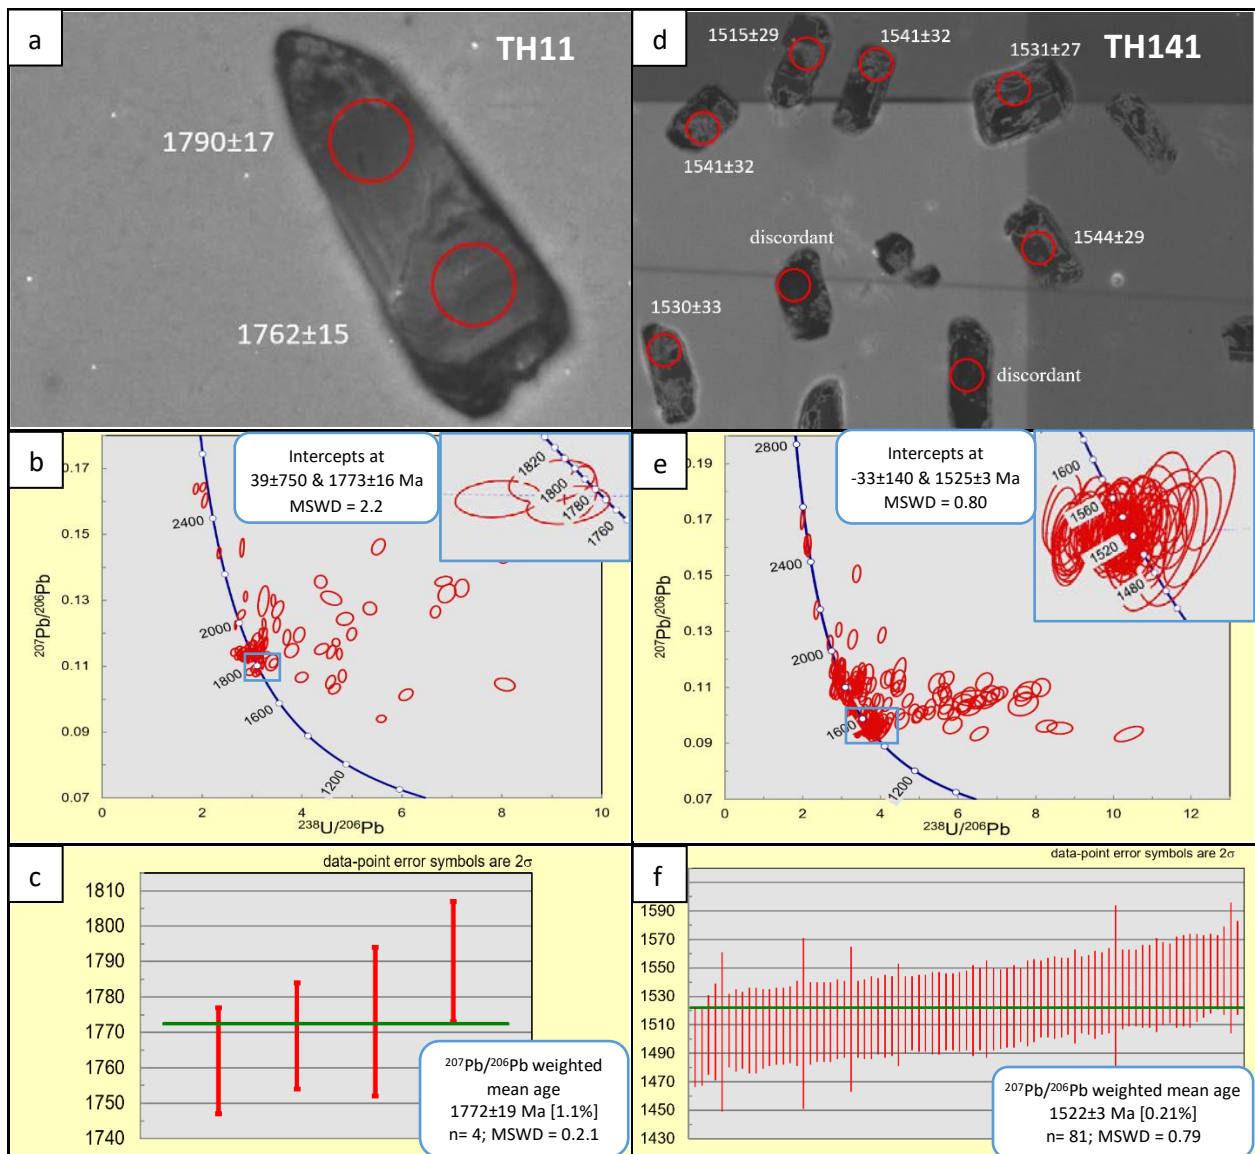 a
TH11
1790±17
1762±15
d
TH141
1515±29
1541±32
1531±27
1541±32
discordant
1544±29
1530±33
discordant
b
Intercepts at
39±750 & 1773±16 Ma
MSWD = 2.2
1820
1800
1780
1760
0.17
0.15
0.13
0.11
0.09
0.07
2400
2000
1800
1600
1200
207Pb/206Pb
0
2
4
6
8
10
238U/206Pb
e
Intercepts at
-33±140 & 1525±3 Ma
MSWD = 0.80
1600
1560
1520
1480
0.19
0.17
0.15
0.13
0.11
0.09
0.07
2800
2400
2000
1600
1200
207Pb/206Pb
0
2
4
6
8
10
12
238U/206Pb
c
data-point error symbols are 2σ
1810
1800
1790
1780
1770
1760
1750
1740
207Pb/206Pb weighted
mean age
1772±19 Ma [1.1%]
n= 4; MSWD = 0.2.1
f
data-point error symbols are 2σ
1590
1570
1550
1530
1510
1490
1470
1450
1430
207Pb/206Pb weighted mean age
1522±3 Ma [0.21%]
n= 81; MSWD = 0.79